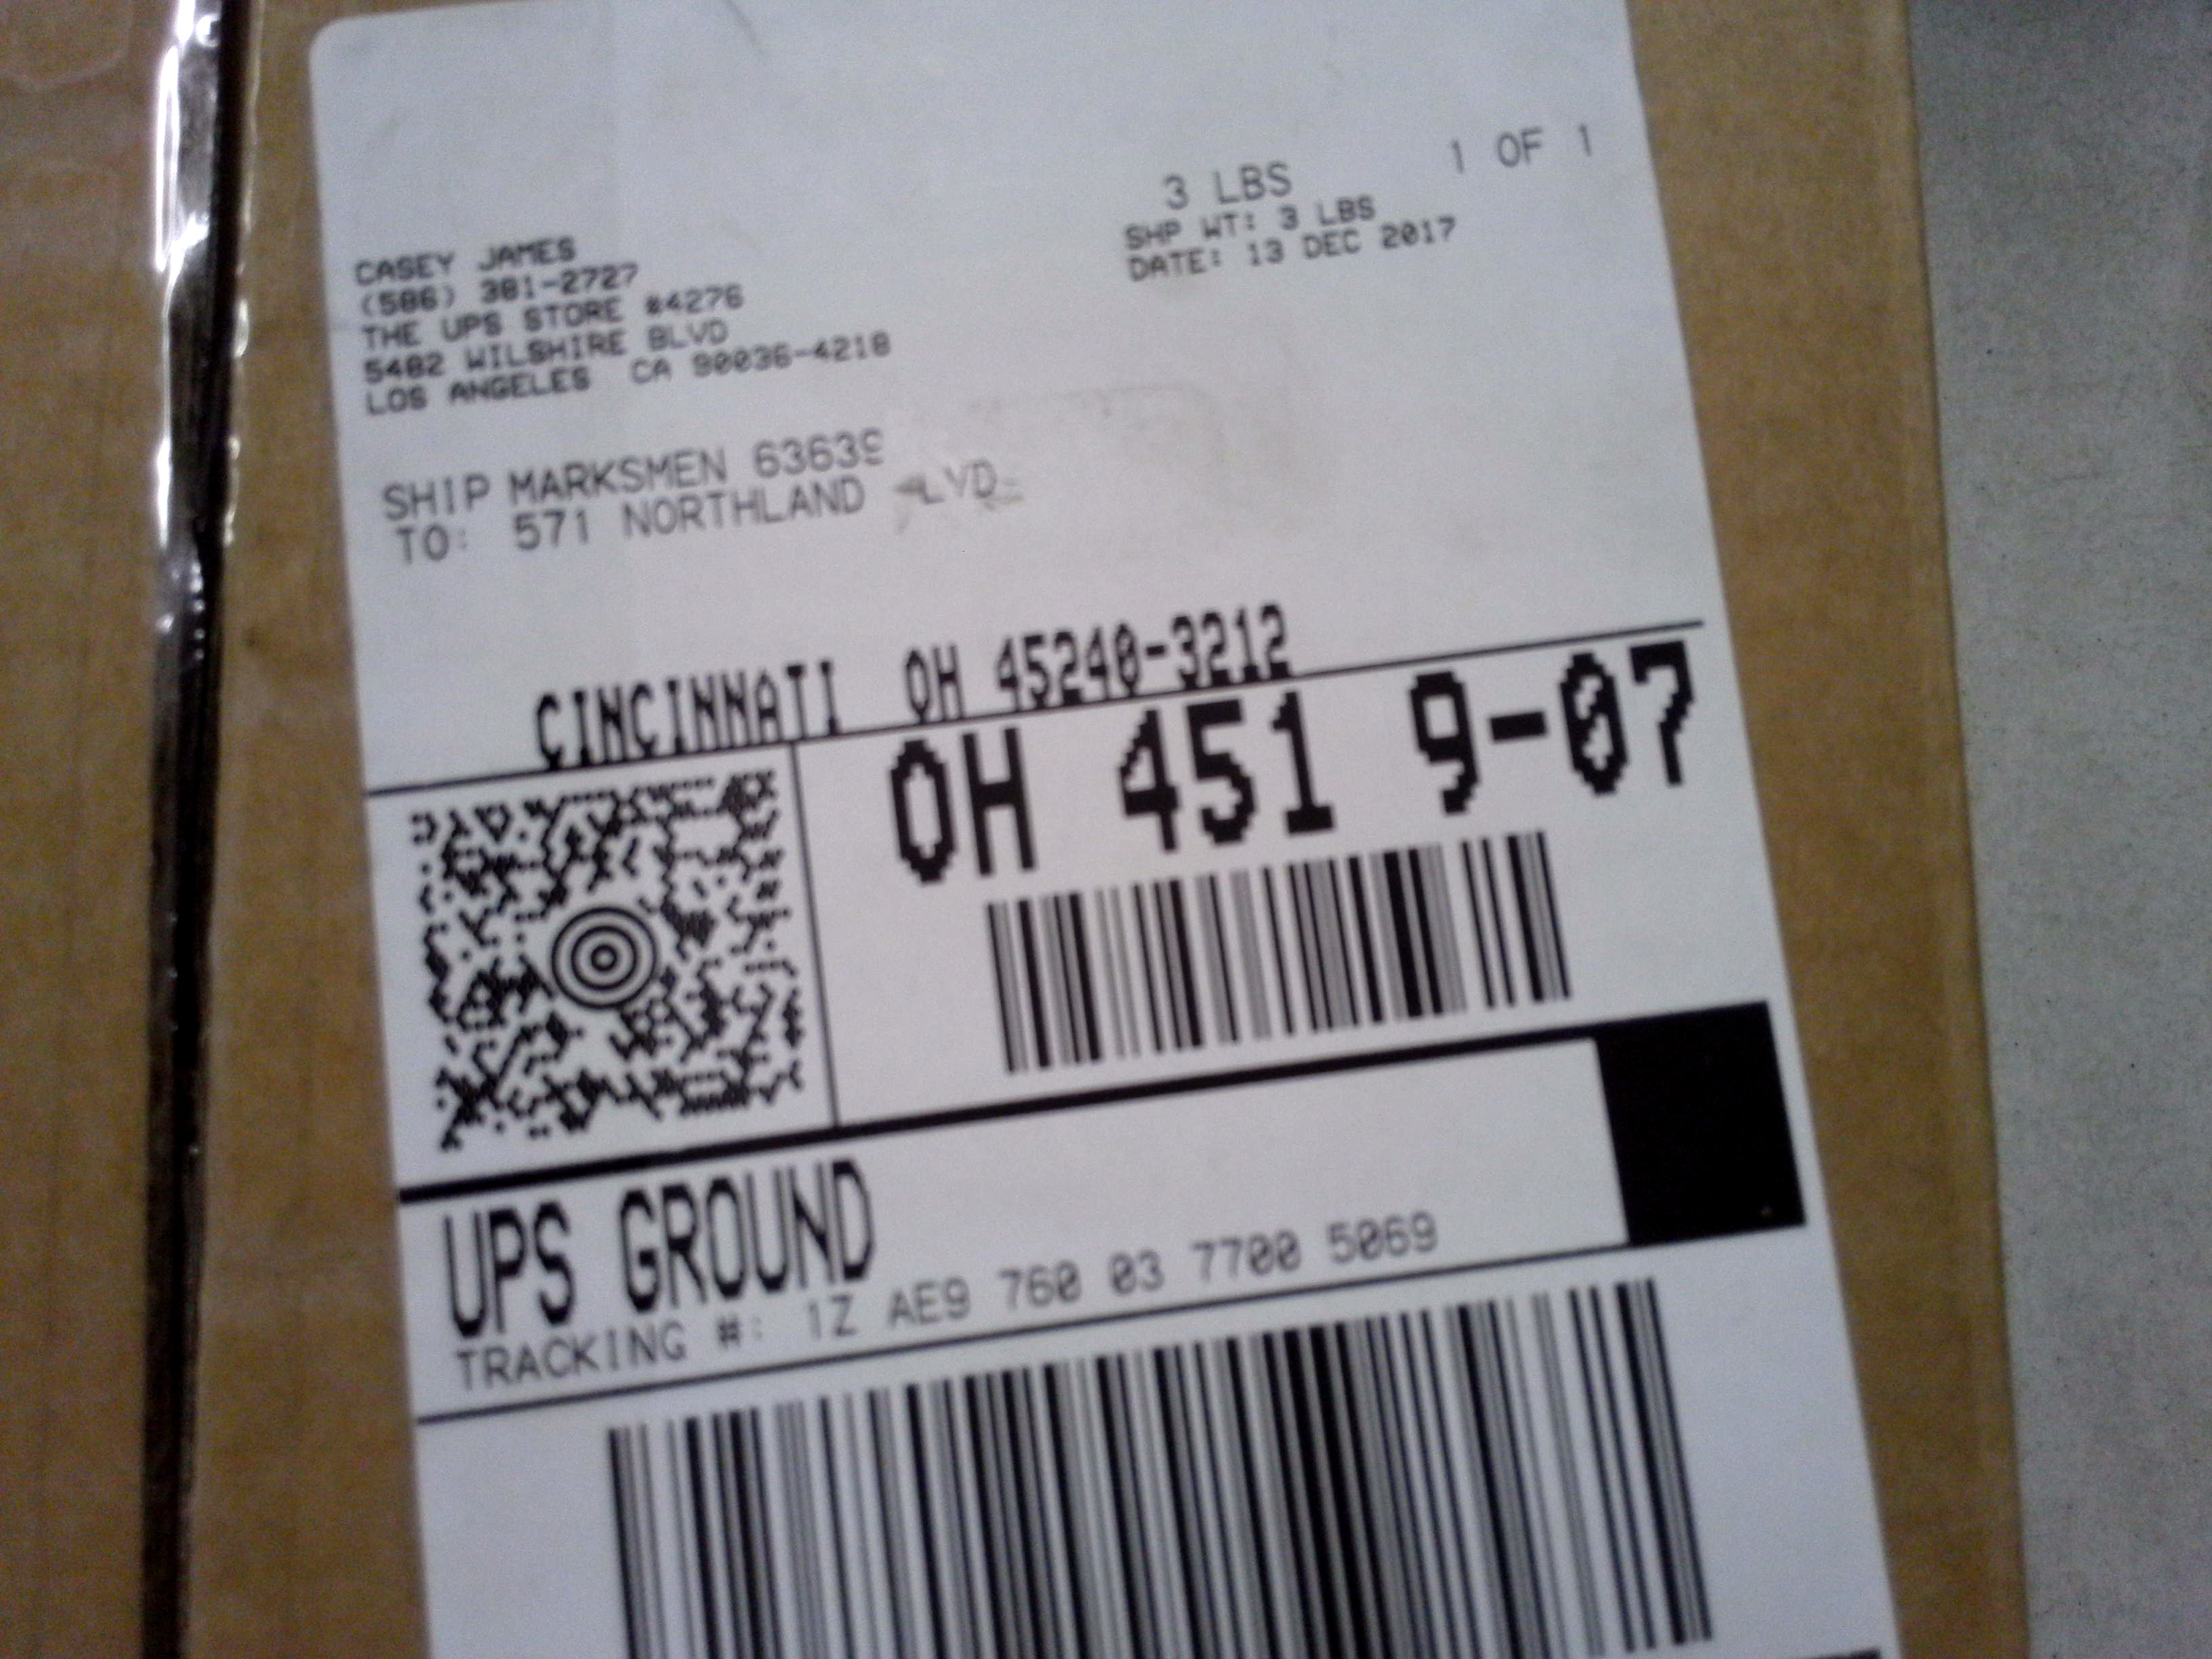 1 OF 1
3 LBS
SHP WT: 3 LBS
DATE: 13 DEC 2017
CASEY JAMES
(586) 381-2727
THE UPS STORE #4276
5482 WILSHIRE BLVD
LOS ANGELES CA 90036-4218
SHIP MARKSMEN
TO: 571 NORTHLAND LVD
CINCINNATI OH 45240-3212
OH 451 9-07
UPS GROUND
TRACKING #: 1Z AE9 760 03 7700 5069